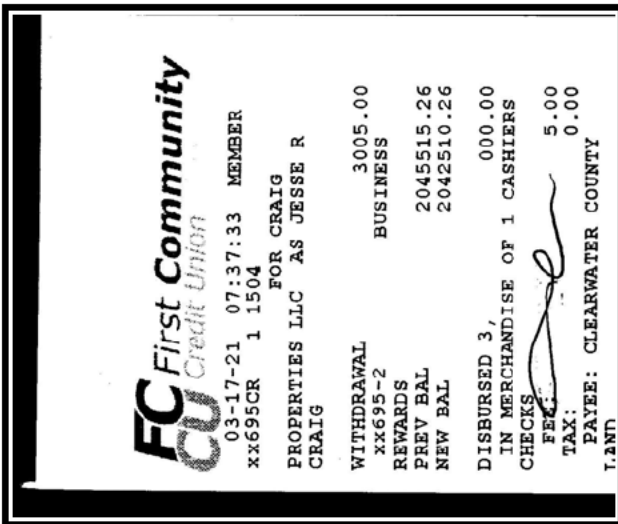 FC First Community
CU Credit Union
03-17-21 07:37:33 MEMBER
xx695CR 1 1504
FOR CRAIG
PROPERTIES LLC AS JESSE R
CRAIG
WITHDRAWAL 3005.00
xx695-2 BUSINESS
REWARDS
PREV BAL 2045515.26
NEW BAL 2042510.26
DISBURSED 3, 000.00
IN MERCHANDISE OF 1 CASHIERS
CHECKS
FEE: 5.00
TAX: 0.00
PAYEE: CLEARWATER COUNTY
LAND